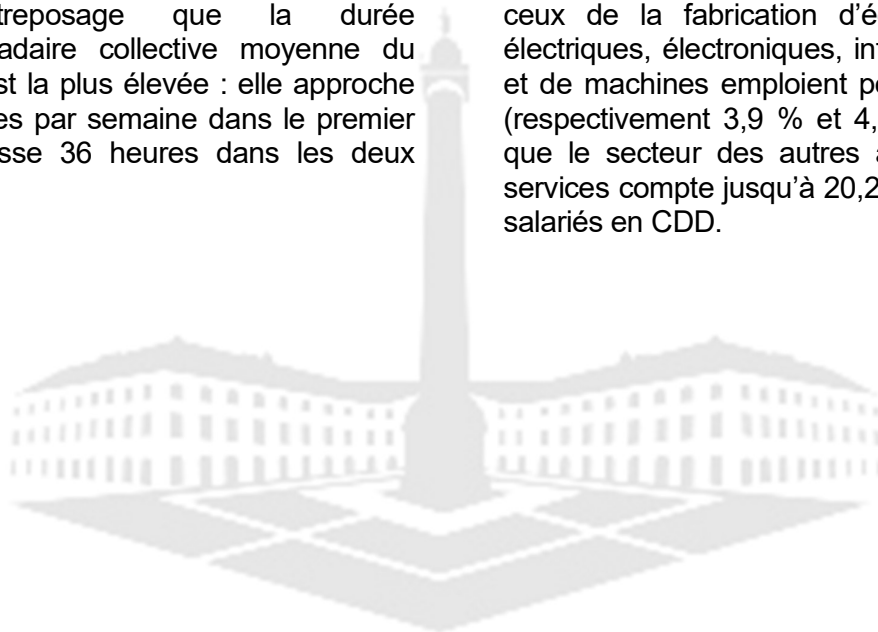 treposage que la durée
adaire collective moyenne du
st la plus élevée : elle approche
es par semaine dans le premier
sse 36 heures dans les deux
ceux de la fabrication d'é
électriques, électroniques, in
et de machines emploient p
(respectivement 3,9 % et 4,
que le secteur des autres a
services compte jusqu'à 20,2
salariés en CDD.